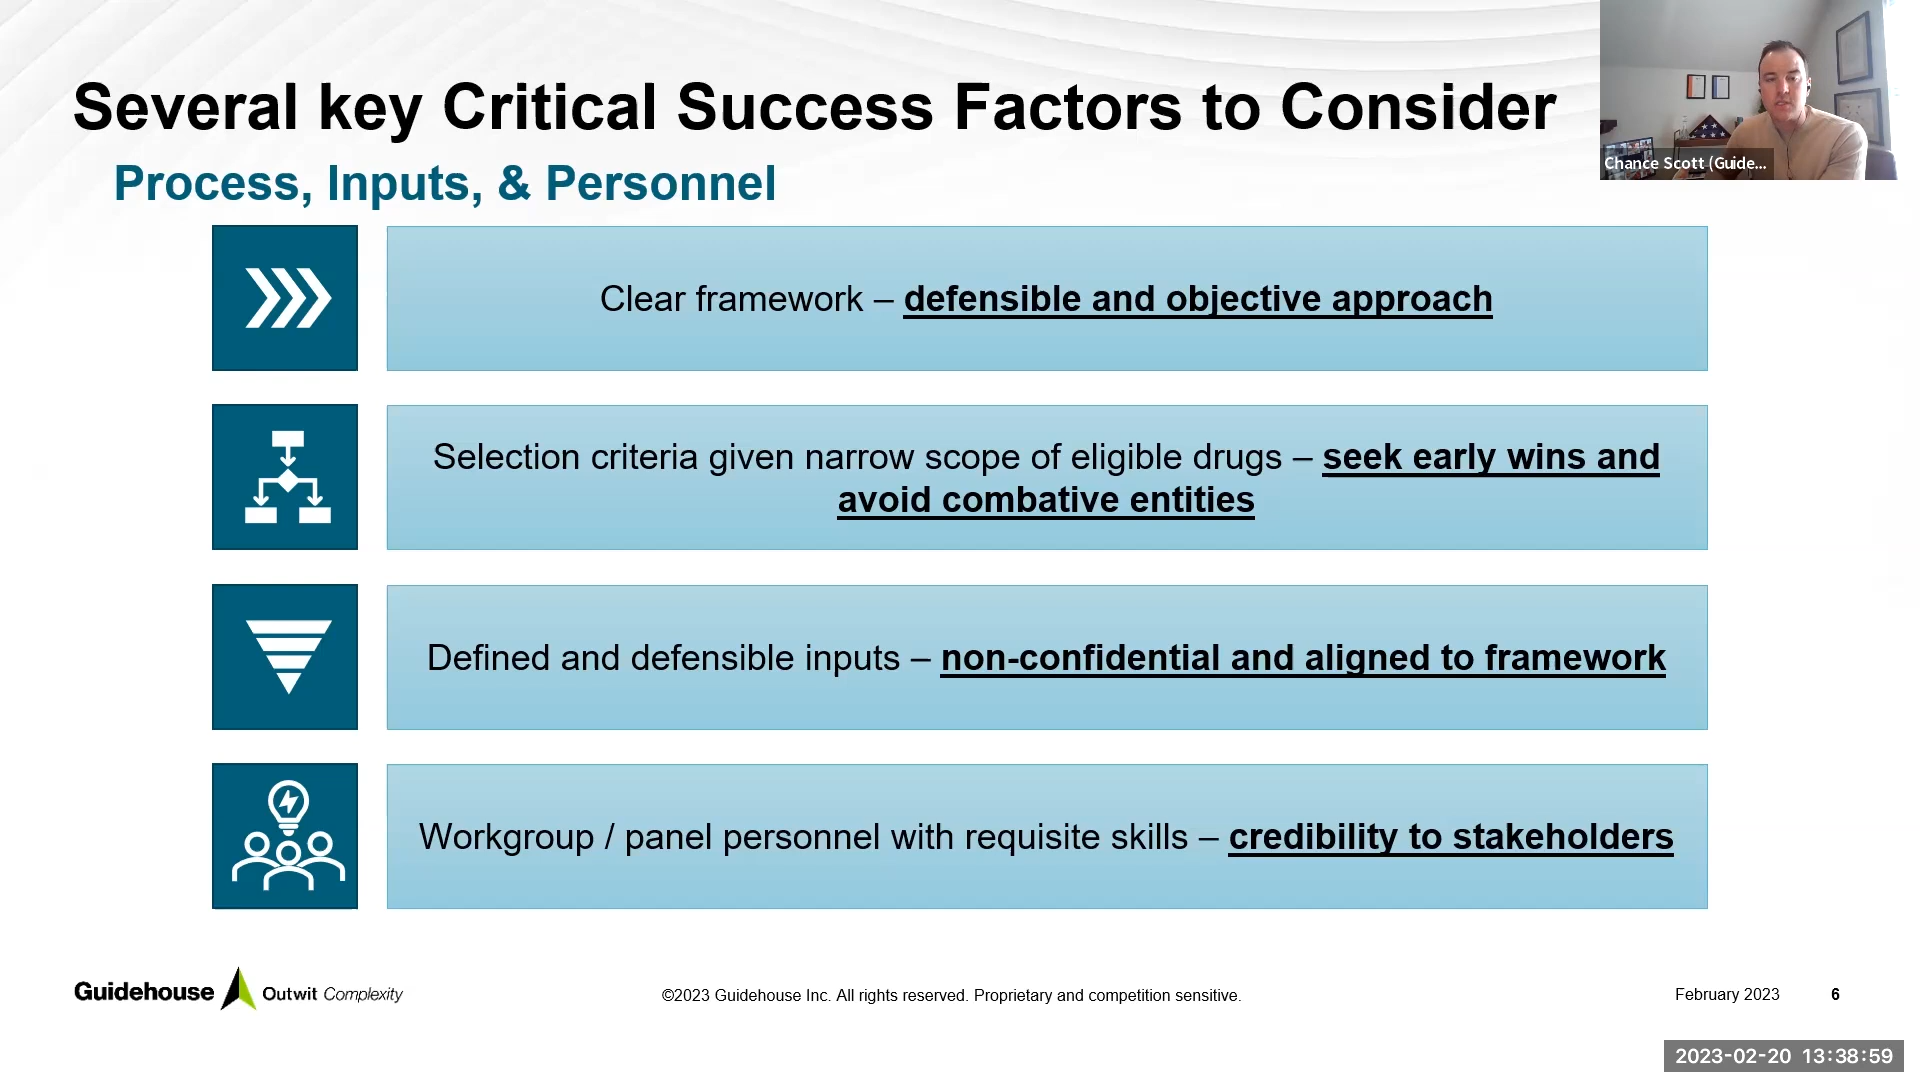 Several key Critical Success Factors to Consider
Process, Inputs, & Personnel
Chance Scott (Guide...
Clear framework – defensible and objective approach
Selection criteria given narrow scope of eligible drugs – seek early wins and
avoid combative entities
Defined and defensible inputs – non-confidential and aligned to framework
Workgroup / panel personnel with requisite skills – credibility to stakeholders
Guidehouse Outwit Complexity
©2023 Guidehouse Inc. All rights reserved. Proprietary and competition sensitive.
February 2023 6
2023-02-20 13:38:59